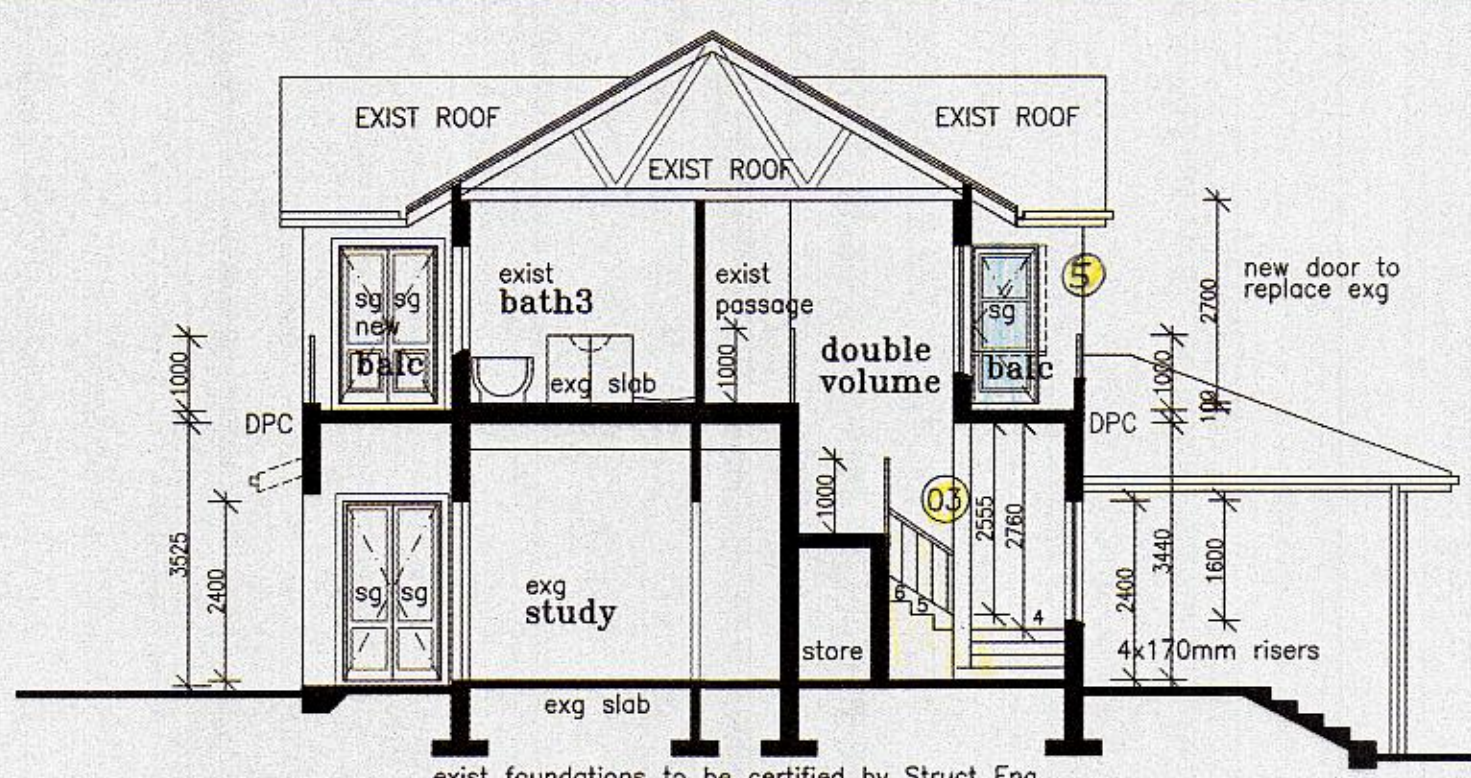 EXIST ROOF
EXIST ROOF
EXIST ROOF
exist
bath3
exist
passage
5
new door to
replace exg
2700
sg sg
new
balc
sg
balc
double
volume
1000
1000
1000
100
exg slab
DPC
DPC
03
1000
3525
2400
2555
2760
2400
3440
1600
sg sg
exg
study
6
5
4
store
4x170mm risers
exg slab
exist foundations to be certified by Struct Eng